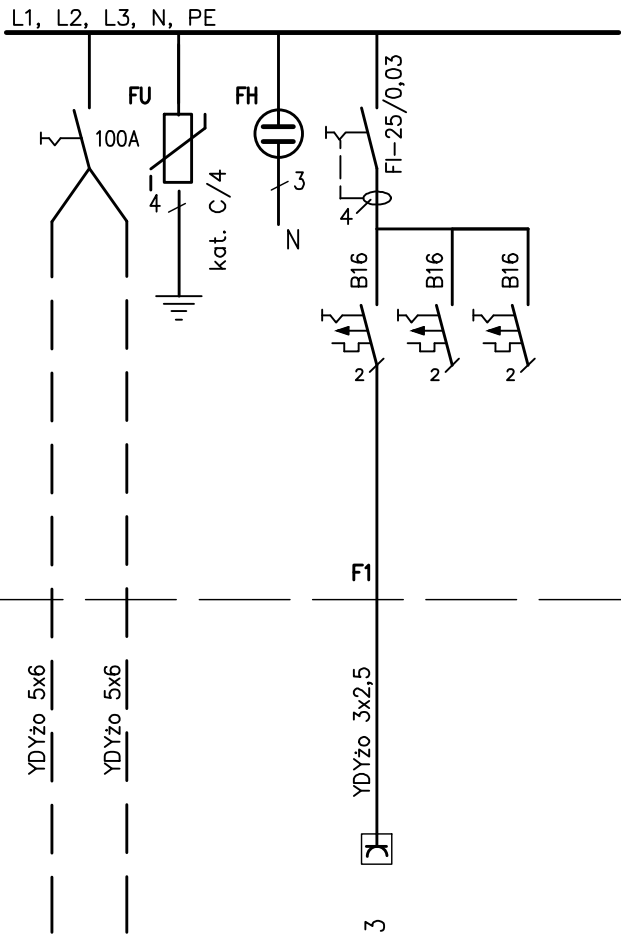 L1, L2, L3, N, PE
100A
FU
4
kat. C/4
FH
3
N
FI-25/0,03
4
B16
B16
B16
2
2
2
F1
YDYżo 5x6
YDYżo 5x6
YDYżo 3x2,5
3